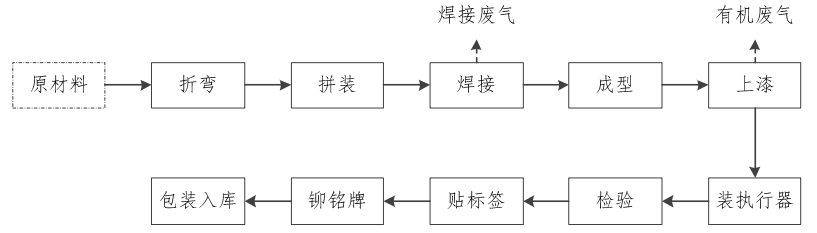 焊接废气 有机废气
原材料 折弯 拼装 焊接 成型 上漆
包装入库 铆铭牌 贴标签 检验 装执行器